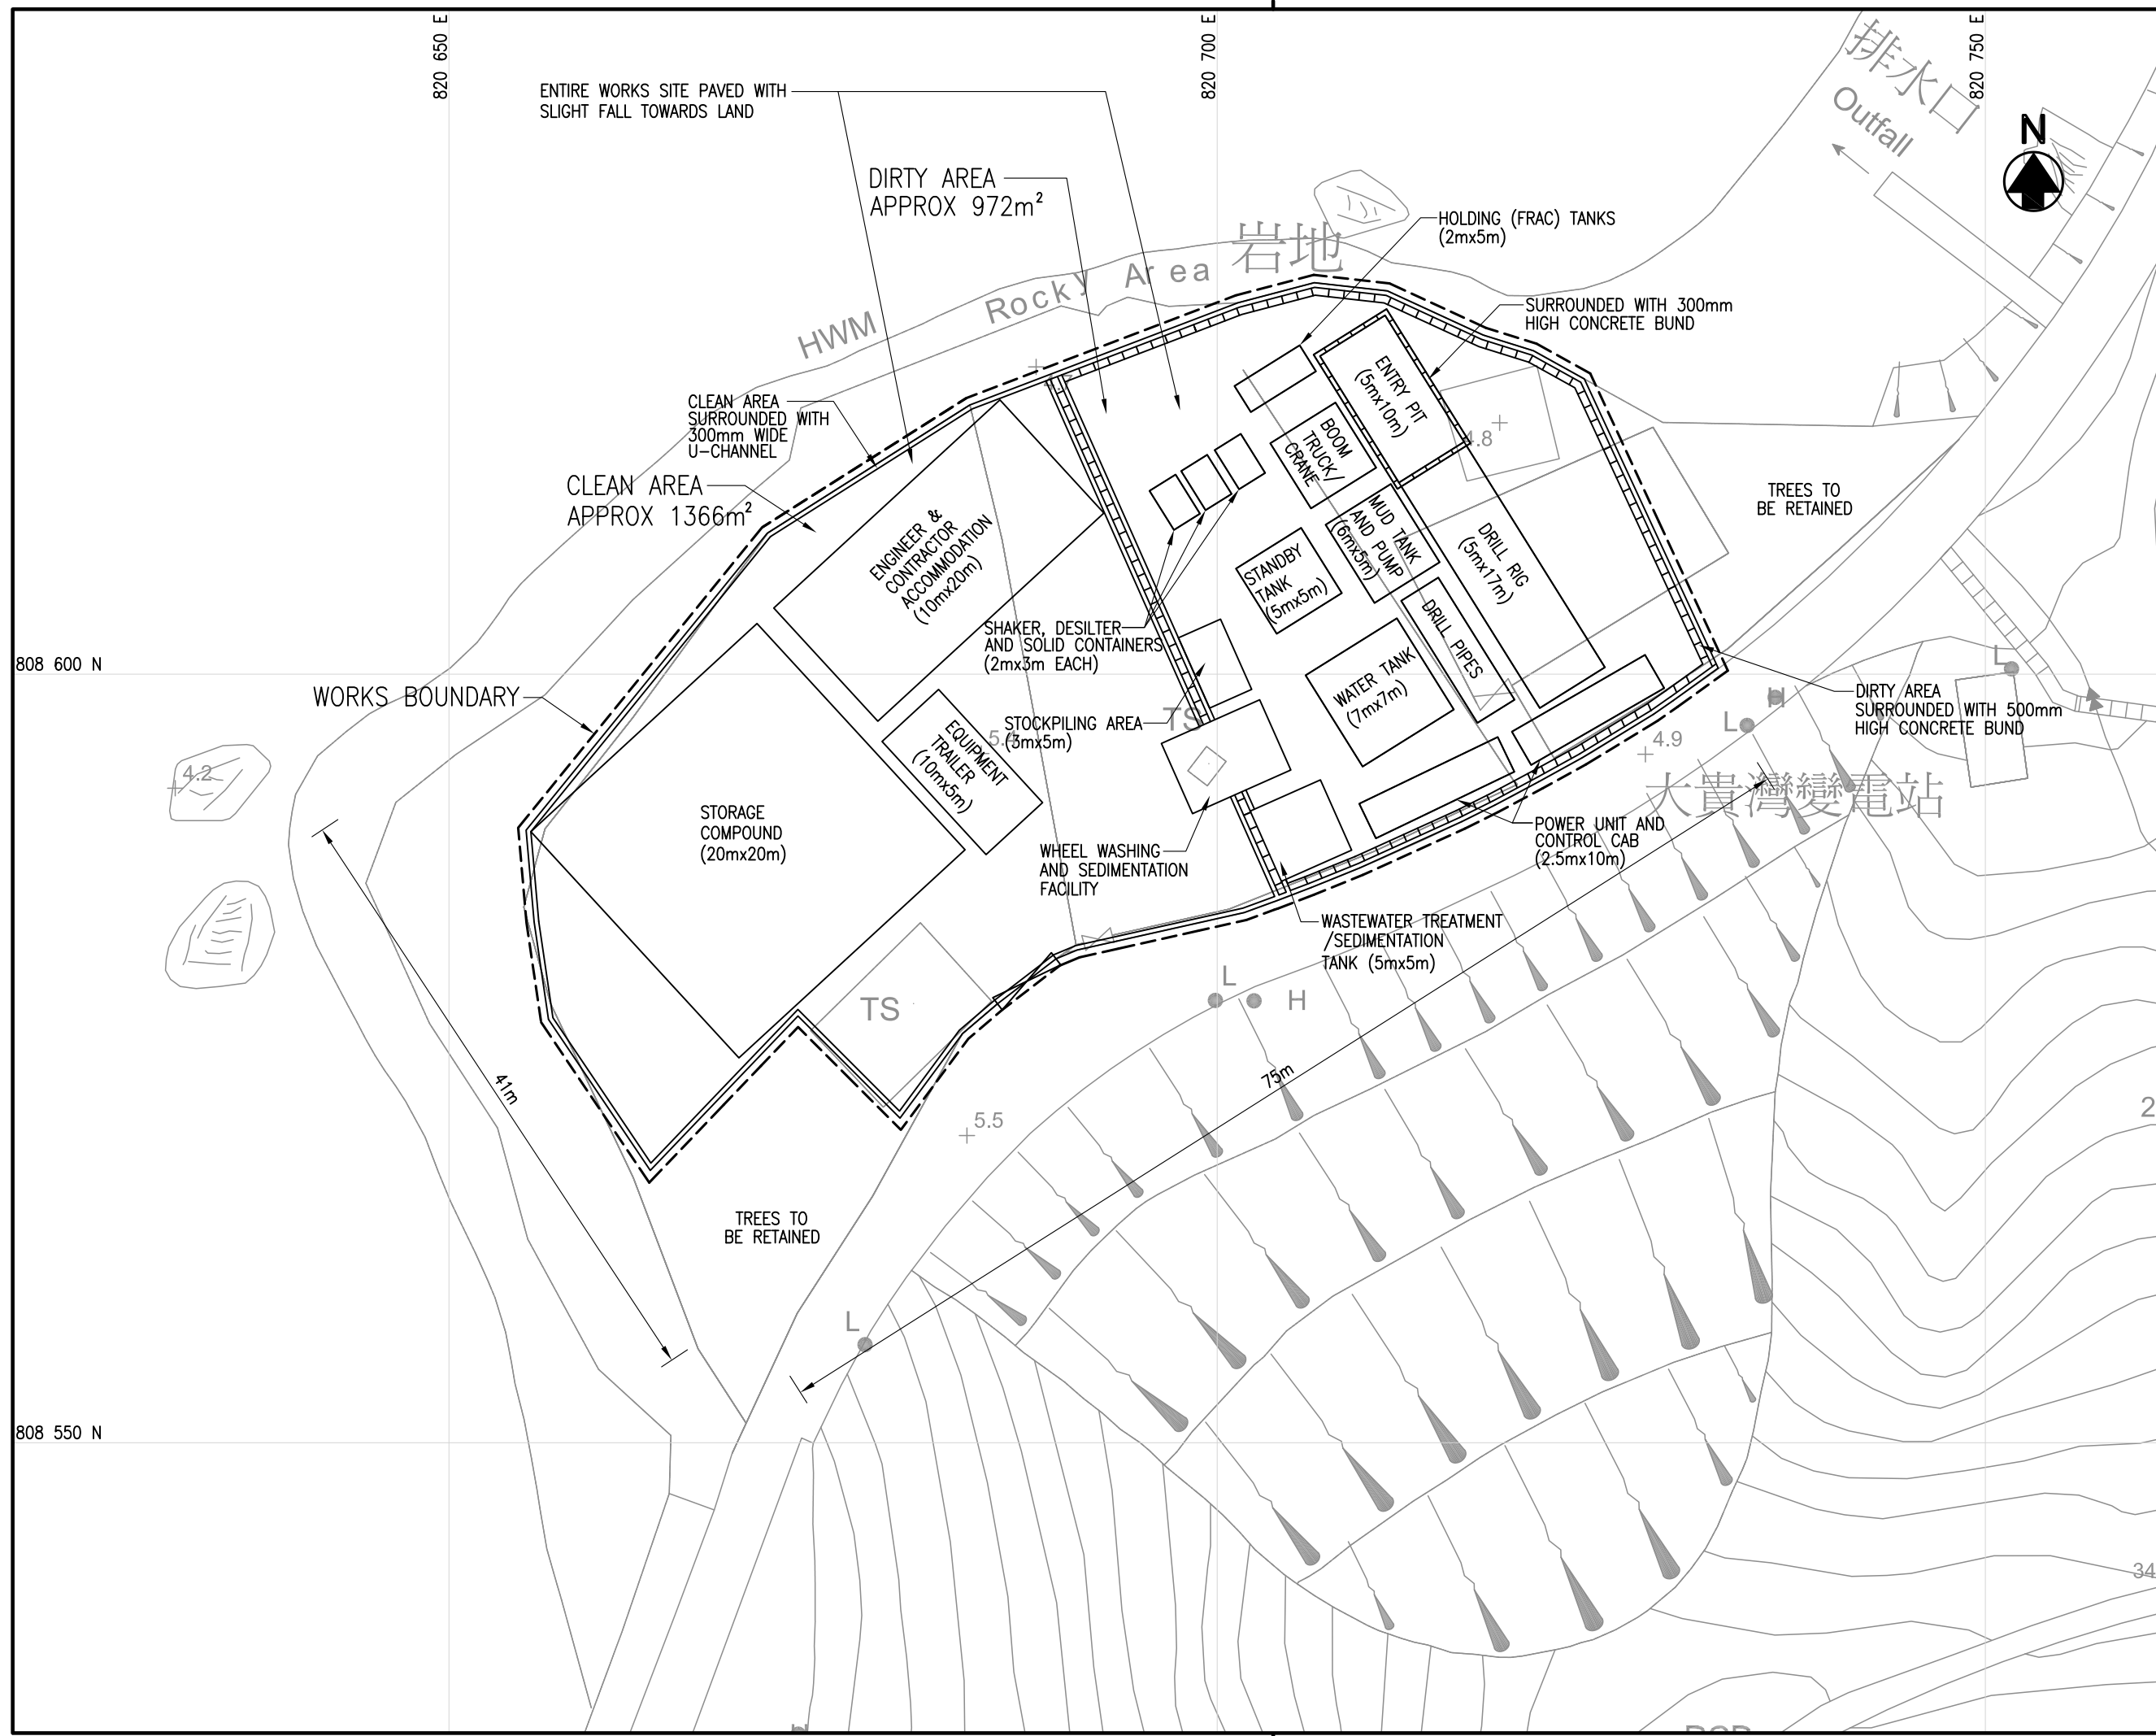 820 650 E
820 700 E
820 750 E
排水口
Outfall
N
ENTIRE WORKS SITE PAVED WITH
SLIGHT FALL TOWARDS LAND
DIRTY AREA
APPROX 972m²
HOLDING (FRAC) TANKS
(2mx5m)
岩地
Rocky Area
HWM
SURROUNDED WITH 300mm
HIGH CONCRETE BUND
ENTRY PIT
(5mx10m)
CLEAN AREA
SURROUNDED WITH
300mm WIDE
U-CHANNEL
BOOM
TRUCK/
CRANE
4.8
CLEAN AREA
APPROX 1366m²
TREES TO
BE RETAINED
MUD TANK
AND PUMP
(6mx5m)
DRILL RIG
(5mx17m)
ENGINEER &
CONTRACTOR
ACCOMMODATION
(10mx20m)
STANDBY
TANK
(5mx5m)
DRILL PIPES
SHAKER, DESILTER
AND SOLID CONTAINERS
(2mx3m EACH)
808 600 N
WATER TANK
(7mx7m)
L
WORKS BOUNDARY
H
L
DIRTY AREA
SURROUNDED WITH 500mm
HIGH CONCRETE BUND
STOCKPILING AREA
(3mx5m)
TS
4.9
EQUIPMENT
TRAILER
(10mx5m)
4.2
大貴灣變電站
STORAGE
COMPOUND
(20mx20m)
POWER UNIT AND
CONTROL CAB
(2.5mx10m)
WHEEL WASHING
AND SEDIMENTATION
FACILITY
WASTEWATER TREATMENT
/SEDIMENTATION
TANK (5mx5m)
TS
L
H
41m
75m
5.5
TREES TO
BE RETAINED
L
808 550 N
34